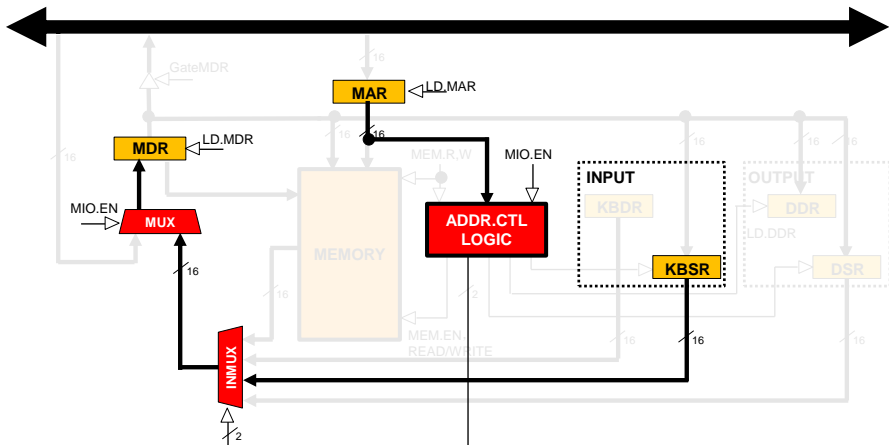 16
GateMDR
MAR
LD.MAR
16
MDR
LD.MDR
16
16
16
MEM.R,W
MIO.EN
16
16
INPUT
OUTPUT
MIO.EN
MUX
ADDR.CTL
LOGIC
KBDR
DDR
LD.DDR
MEMORY
KBSR
DSR
16
16
2
MEM.EN,
READ/WRITE
16
16
16
INMUX
2